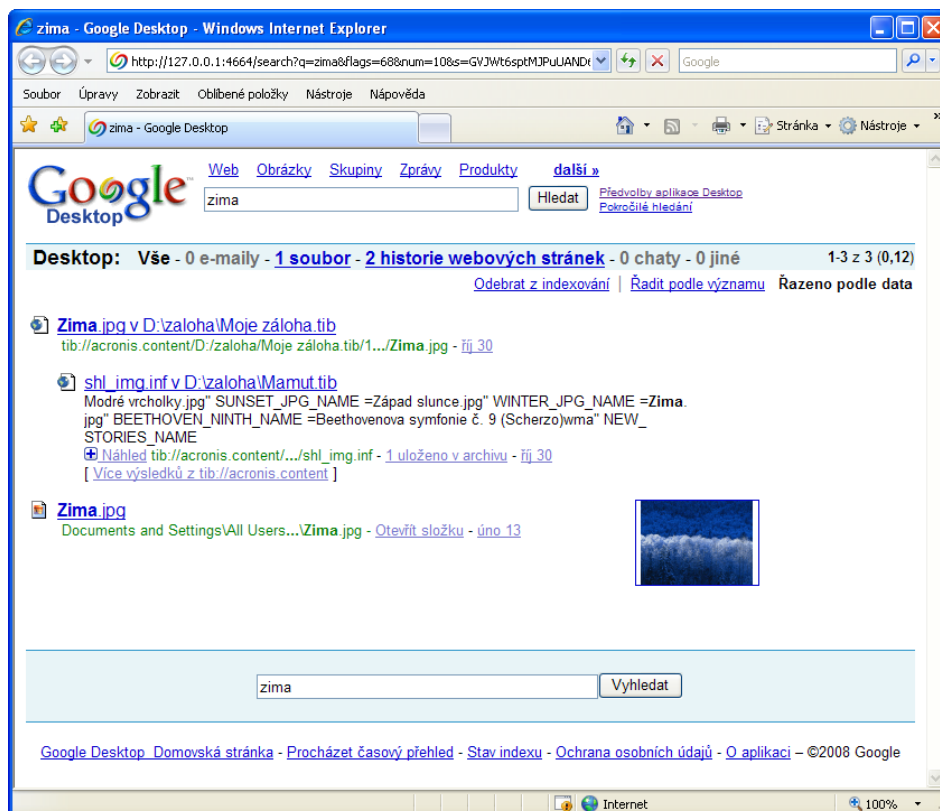 zima - Google Desktop - Windows Internet Explorer
http://127.0.0.1:4664/search?q=zima&flags=68&num=10&s=GVJWt6sptMJPuUANDt
Google
Soubor Úpravy Zobrazit Oblíbené položky Nástroje Nápověda
zima - Google Desktop
Stránka Nástroje
Web Obrázky Skupiny Zprávy Produkty další »
Google Desktop
zima
Hledat
Předvolby aplikace Desktop
Pokročilé hledání
Desktop: Vše - 0 e-maily - 1 soubor - 2 historie webových stránek - 0 chaty - 0 jiné 1-3 z 3 (0,12)
Odebrat z indexování | Řadit podle významu Řazeno podle data
Zima.jpg v D:\zaloha\Moje záloha.tib
tib://acronis.content/D:/zaloha/Moje záloha.tib/1.../Zima.jpg - říj 30
shl_img.inf v D:\zaloha\Mamut.tib
Modré vrcholky.jpg" SUNSET_JPG_NAME =Západ slunce.jpg" WINTER_JPG_NAME =Zima.
jpg" BEETHOVEN_NINTH_NAME =Beethovenova symfonie č. 9 (Scherzo)wma" NEW_
STORIES_NAME
Náhled tib://acronis.content/.../shl_img.inf - 1 uloženo v archivu - říj 30
[ Více výsledků z tib://acronis.content ]
Zima.jpg
Documents and Settings\All Users...\Zima.jpg - Otevřít složku - úno 13
zima
Vyhledat
Google Desktop Domovská stránka - Procházet časový přehled - Stav indexu - Ochrana osobních údajů - O aplikaci – ©2008 Google
Internet
100%